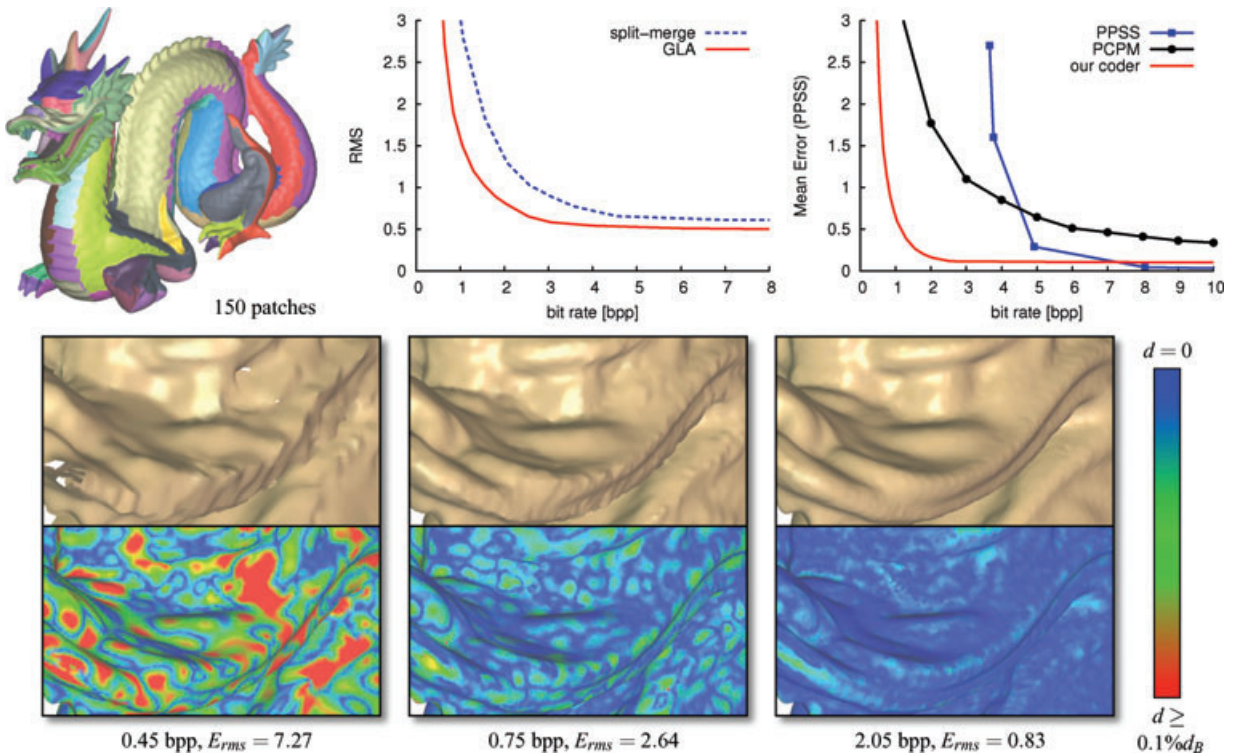 150 patches
3
2.5
2
1.5
1
0.5
0
RMS
split−merge
GLA
0 1 2 3 4 5 6 7 8
bit rate [bpp]
3
2.5
2
1.5
1
0.5
0
Mean Error (PPSS)
PPSS
PCPM
our coder
0 1 2 3 4 5 6 7 8 9 10
bit rate [bpp]
d = 0
d ≥
0.1%d_B
0.45 bpp, E_rms = 7.27
0.75 bpp, E_rms = 2.64
2.05 bpp, E_rms = 0.83